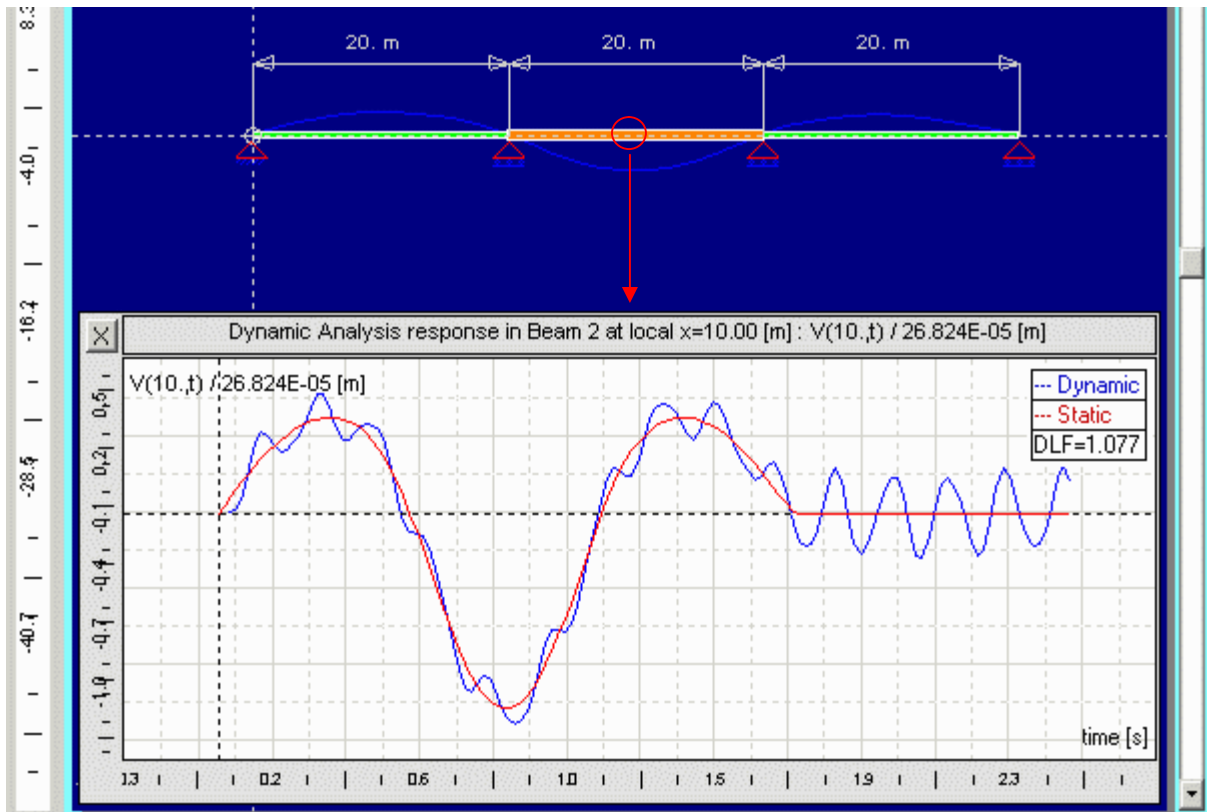 20. m 20. m 20. m
8.3
-4.0
-16.2
-28.5
-40.7
X
Dynamic Analysis response in Beam 2 at local x=10.00 [m] : V(10.,t) / 26.824E-05 [m]
V(10.,t) / 26.824E-05 [m]
--- Dynamic
--- Static
DLF=1.077
0,5
0,2
-0,1
-0,4
-0,7
-1,0
time [s]
0.2 0.6 1.0 1.5 1.9 2.3